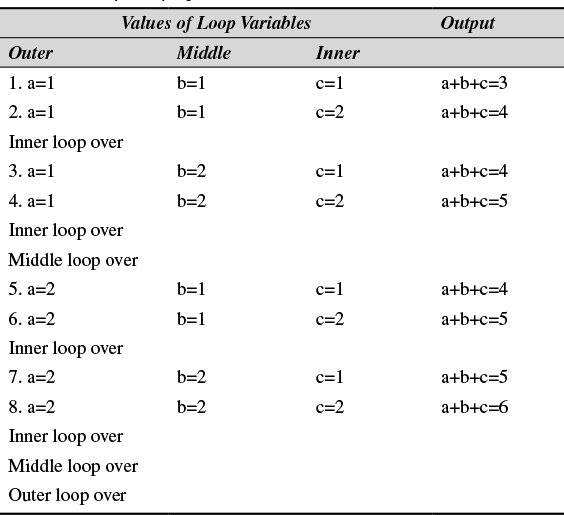 Values of Loop Variables Output
Outer Middle Inner
1. a=1 b=1 c=1 a+b+c=3
2. a=1 b=1 c=2 a+b+c=4
Inner loop over
3. a=1 b=2 c=1 a+b+c=4
4. a=1 b=2 c=2 a+b+c=5
Inner loop over
Middle loop over
5. a=2 b=1 c=1 a+b+c=4
6. a=2 b=1 c=2 a+b+c=5
Inner loop over
7. a=2 b=2 c=1 a+b+c=5
8. a=2 b=2 c=2 a+b+c=6
Inner loop over
Middle loop over
Outer loop over